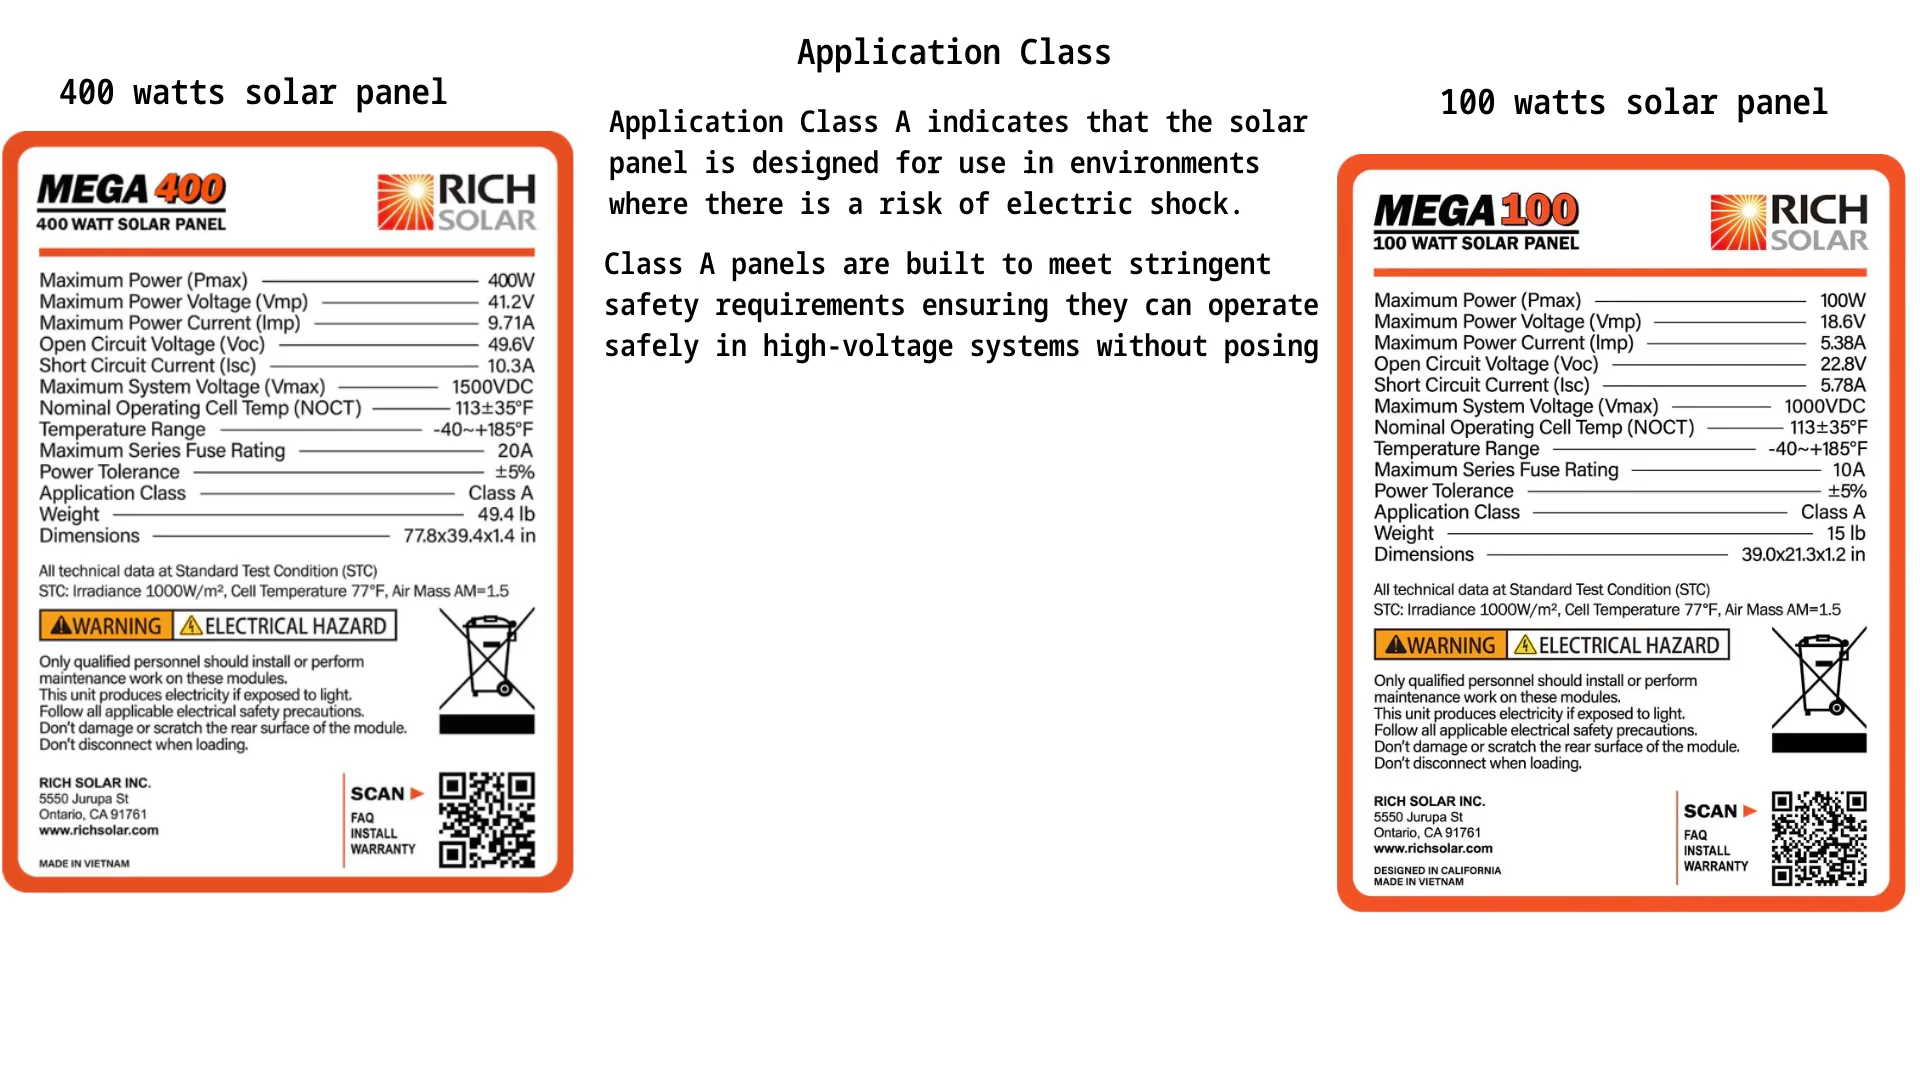 Application Class
400 watts solar panel
MEGA 400
400 WATT SOLAR PANEL
RICH
SOLAR
Maximum Power (Pmax) 400W
Maximum Power Voltage (Vmp) 41.2V
Maximum Power Current (Imp) 9.71A
Open Circuit Voltage (Voc) 49.6V
Short Circuit Current (Isc) 10.3A
Maximum System Voltage (Vmax) 1500VDC
Nominal Operating Cell Temp (NOCT) 113±35°F
Temperature Range -40~+185°F
Maximum Series Fuse Rating 20A
Power Tolerance ±5%
Application Class Class A
Weight 49.4 lb
Dimensions 77.8x39.4x1.4 in
All technical data at Standard Test Condition (STC)
STC: Irradiance 1000W/m², Cell Temperature 77°F, Air Mass AM=1.5
WARNING ELECTRICAL HAZARD
Only qualified personnel should install or perform
maintenance work on these modules.
This unit produces electricity if exposed to light.
Follow all applicable electrical safety precautions.
Don't damage or scratch the rear surface of the module.
Don't disconnect when loading.
RICH SOLAR INC.
5550 Jurupa St
Ontario, CA 91761
www.richsolar.com
MADE IN VIETNAM
SCAN
FAQ
INSTALL
WARRANTY
Application Class A indicates that the solar
panel is designed for use in environments
where there is a risk of electric shock.
Class A panels are built to meet stringent
safety requirements ensuring they can operate
safely in high-voltage systems without posing
100 watts solar panel
MEGA 100
100 WATT SOLAR PANEL
RICH
SOLAR
Maximum Power (Pmax) 100W
Maximum Power Voltage (Vmp) 18.6V
Maximum Power Current (Imp) 5.38A
Open Circuit Voltage (Voc) 22.8V
Short Circuit Current (Isc) 5.78A
Maximum System Voltage (Vmax) 1000VDC
Nominal Operating Cell Temp (NOCT) 113±35°F
Temperature Range -40~+185°F
Maximum Series Fuse Rating 10A
Power Tolerance ±5%
Application Class Class A
Weight 15 lb
Dimensions 39.0x21.3x1.2 in
All technical data at Standard Test Condition (STC)
STC: Irradiance 1000W/m², Cell Temperature 77°F, Air Mass AM=1.5
WARNING ELECTRICAL HAZARD
Only qualified personnel should install or perform
maintenance work on these modules.
This unit produces electricity if exposed to light.
Follow all applicable electrical safety precautions.
Don't damage or scratch the rear surface of the module.
Don't disconnect when loading.
RICH SOLAR INC.
5550 Jurupa St
Ontario, CA 91761
www.richsolar.com
DESIGNED IN CALIFORNIA
MADE IN VIETNAM
SCAN
FAQ
INSTALL
WARRANTY